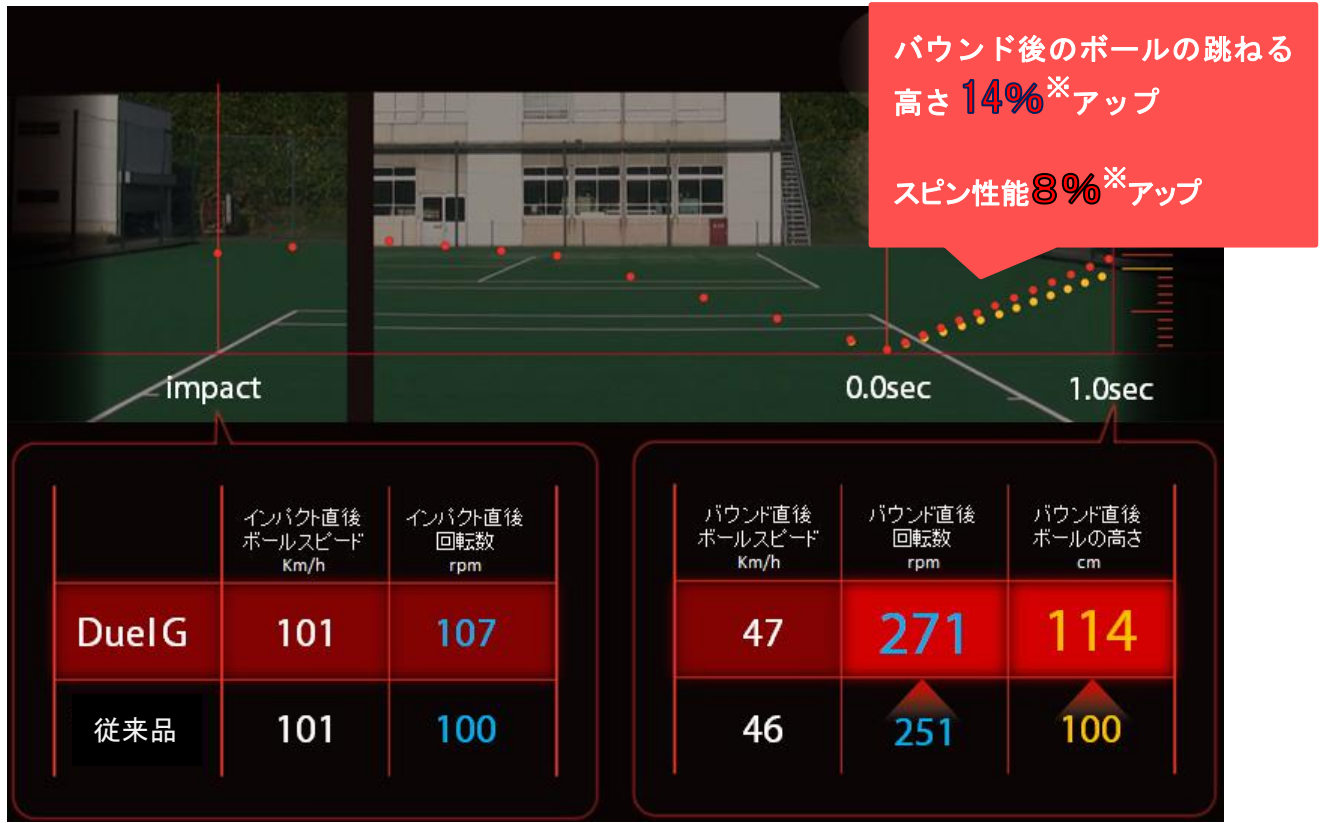 バウンド後のボールの跳ねる
高さ 14%※アップ
スピン性能8%※アップ
impact
0.0sec
1.0sec
インパクト直後
ボールスピード
Km/h
インパクト直後
回転数
rpm
バウンド直後
ボールスピード
Km/h
バウンド直後
回転数
rpm
バウンド直後
ボールの高さ
cm
Duel G 101 107 47 271 114
従来品 101 100 46 251 100